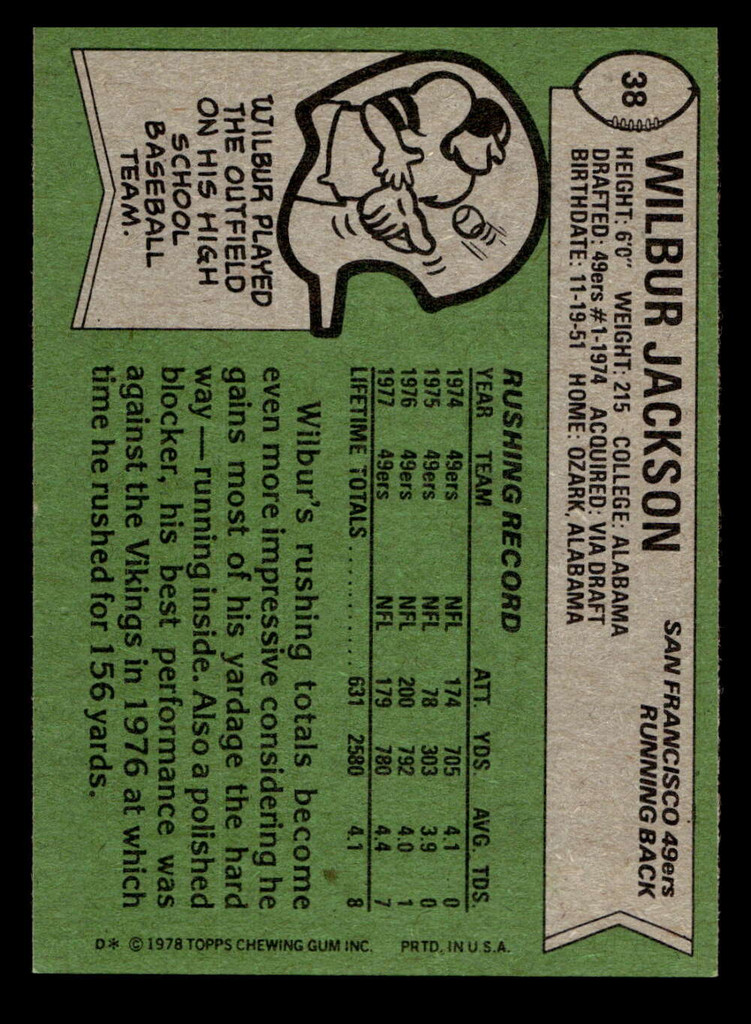 38
WILBUR JACKSON
SAN FRANCISCO 49ers
RUNNING BACK
HEIGHT: 6'0" WEIGHT: 215 COLLEGE: ALABAMA
DRAFTED: 49ers #1-1974 ACQUIRED: VIA DRAFT
BIRTHDATE: 11-19-51 HOME: OZARK, ALABAMA
WILBUR PLAYED
THE OUTFIELD
ON HIS HIGH
SCHOOL
BASEBALL
TEAM.
RUSHING RECORD
YEAR TEAM ATT. YDS. AVG. TDS.
1974 49ers NFL 174 705 4.1 0
1975 49ers NFL 78 303 3.9 0
1976 49ers NFL 200 792 4.0 1
1977 49ers NFL 179 780 4.4 7
LIFETIME TOTALS ........... 631 2580 4.1 8
Wilbur's rushing totals become
even more impressive considering he
gains most of his yardage the hard
way — running inside. Also a polished
blocker, his best performance was
against the Vikings in 1976 at which
time he rushed for 156 yards.
D* © 1978 TOPPS CHEWING GUM INC. PRTD. IN U.S.A.